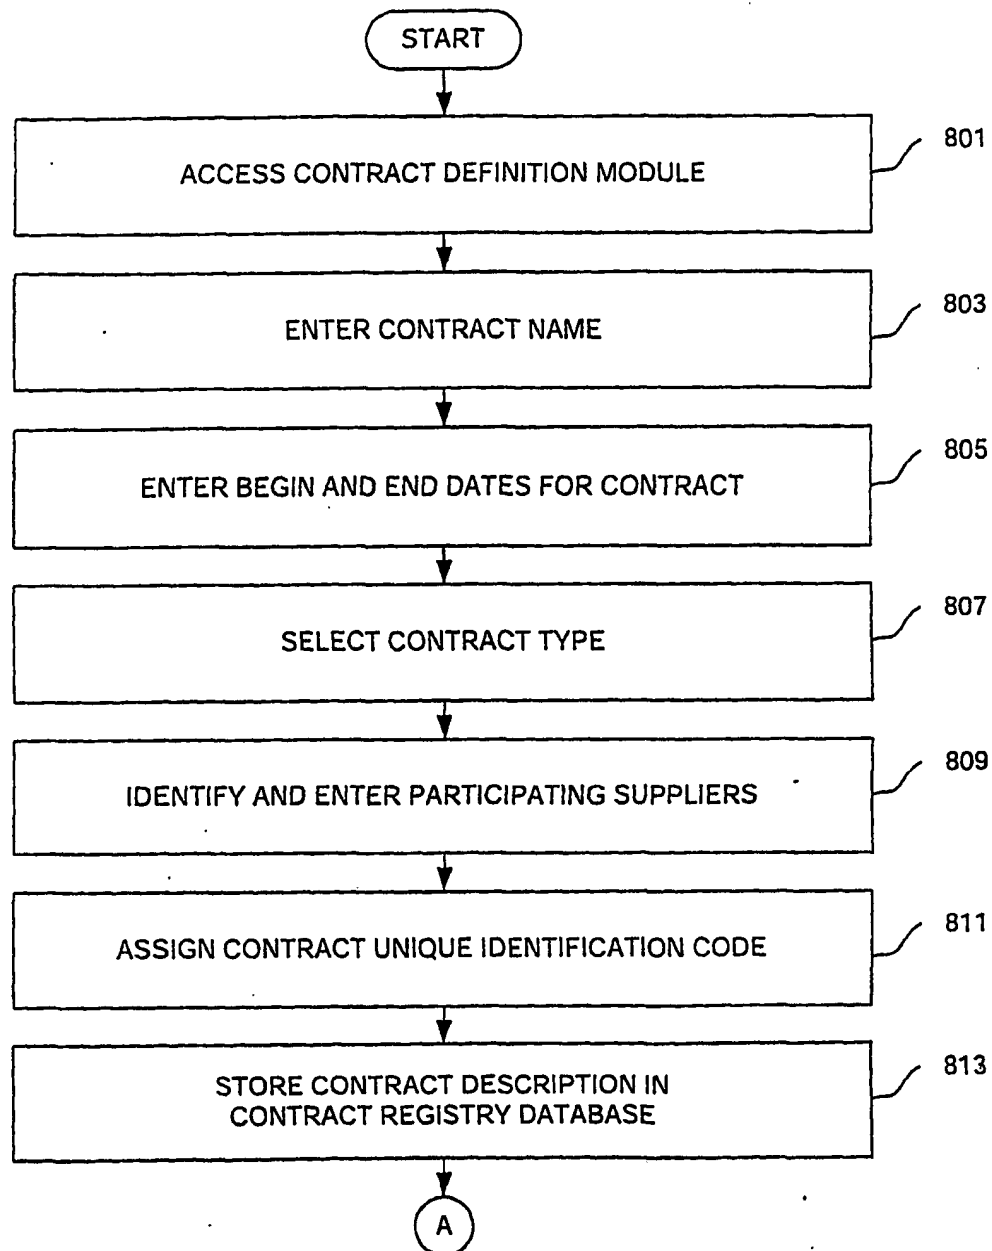 START
ACCESS CONTRACT DEFINITION MODULE
801
ENTER CONTRACT NAME
803
ENTER BEGIN AND END DATES FOR CONTRACT
805
SELECT CONTRACT TYPE
807
IDENTIFY AND ENTER PARTICIPATING SUPPLIERS
809
ASSIGN CONTRACT UNIQUE IDENTIFICATION CODE
811
STORE CONTRACT DESCRIPTION IN
CONTRACT REGISTRY DATABASE
813
A